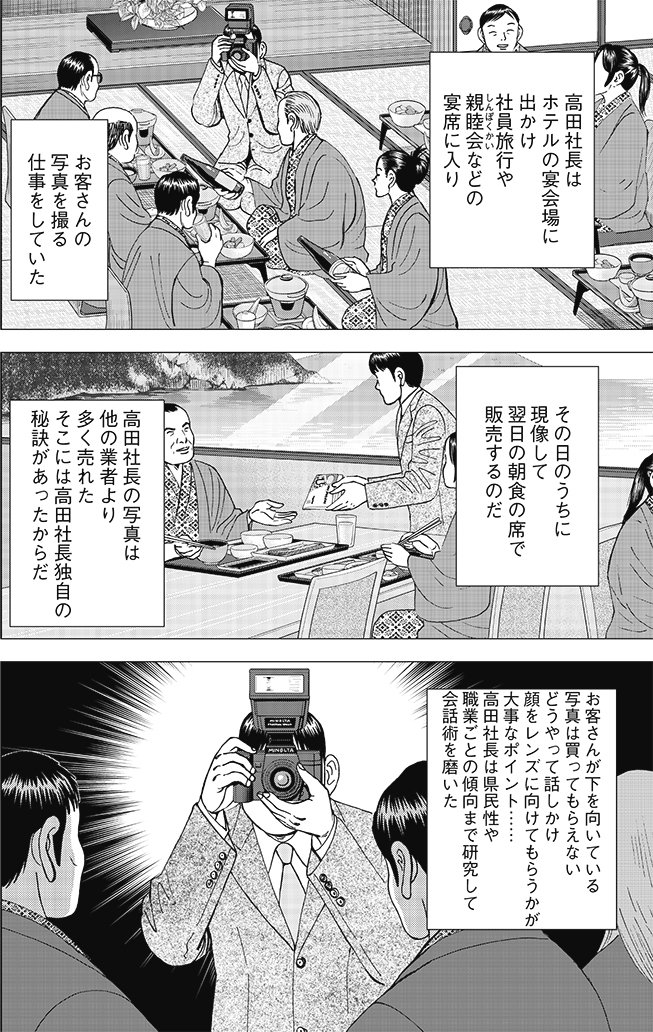 高田社長は
ホテルの宴会場に
出かけ
社員旅行や
親睦会などの
しんぼくかい
宴席に入り
お客さんの
写真を撮る
仕事をしていた
その日のうちに
現像して
翌日の朝食の席で
販売するのだ
高田社長の写真は
他の業者より
多く売れた
そこには高田社長独自の
秘訣があったからだ
お客さんが下を向いている
写真は買ってもらえない
どうやって話しかけ
顔をレンズに向けてもらうかが
大事なポイント……
高田社長は県民性や
職業ごとの傾向まで研究して
会話術を磨いた
MINOLTA
MINOLTA